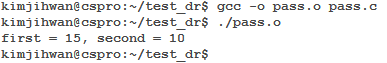 kimjihwan@cspro:~/test_dr$ gcc -o pass.o pass.c
kimjihwan@cspro:~/test_dr$ ./pass.o
first = 15, second = 10
kimjihwan@cspro:~/test_dr$